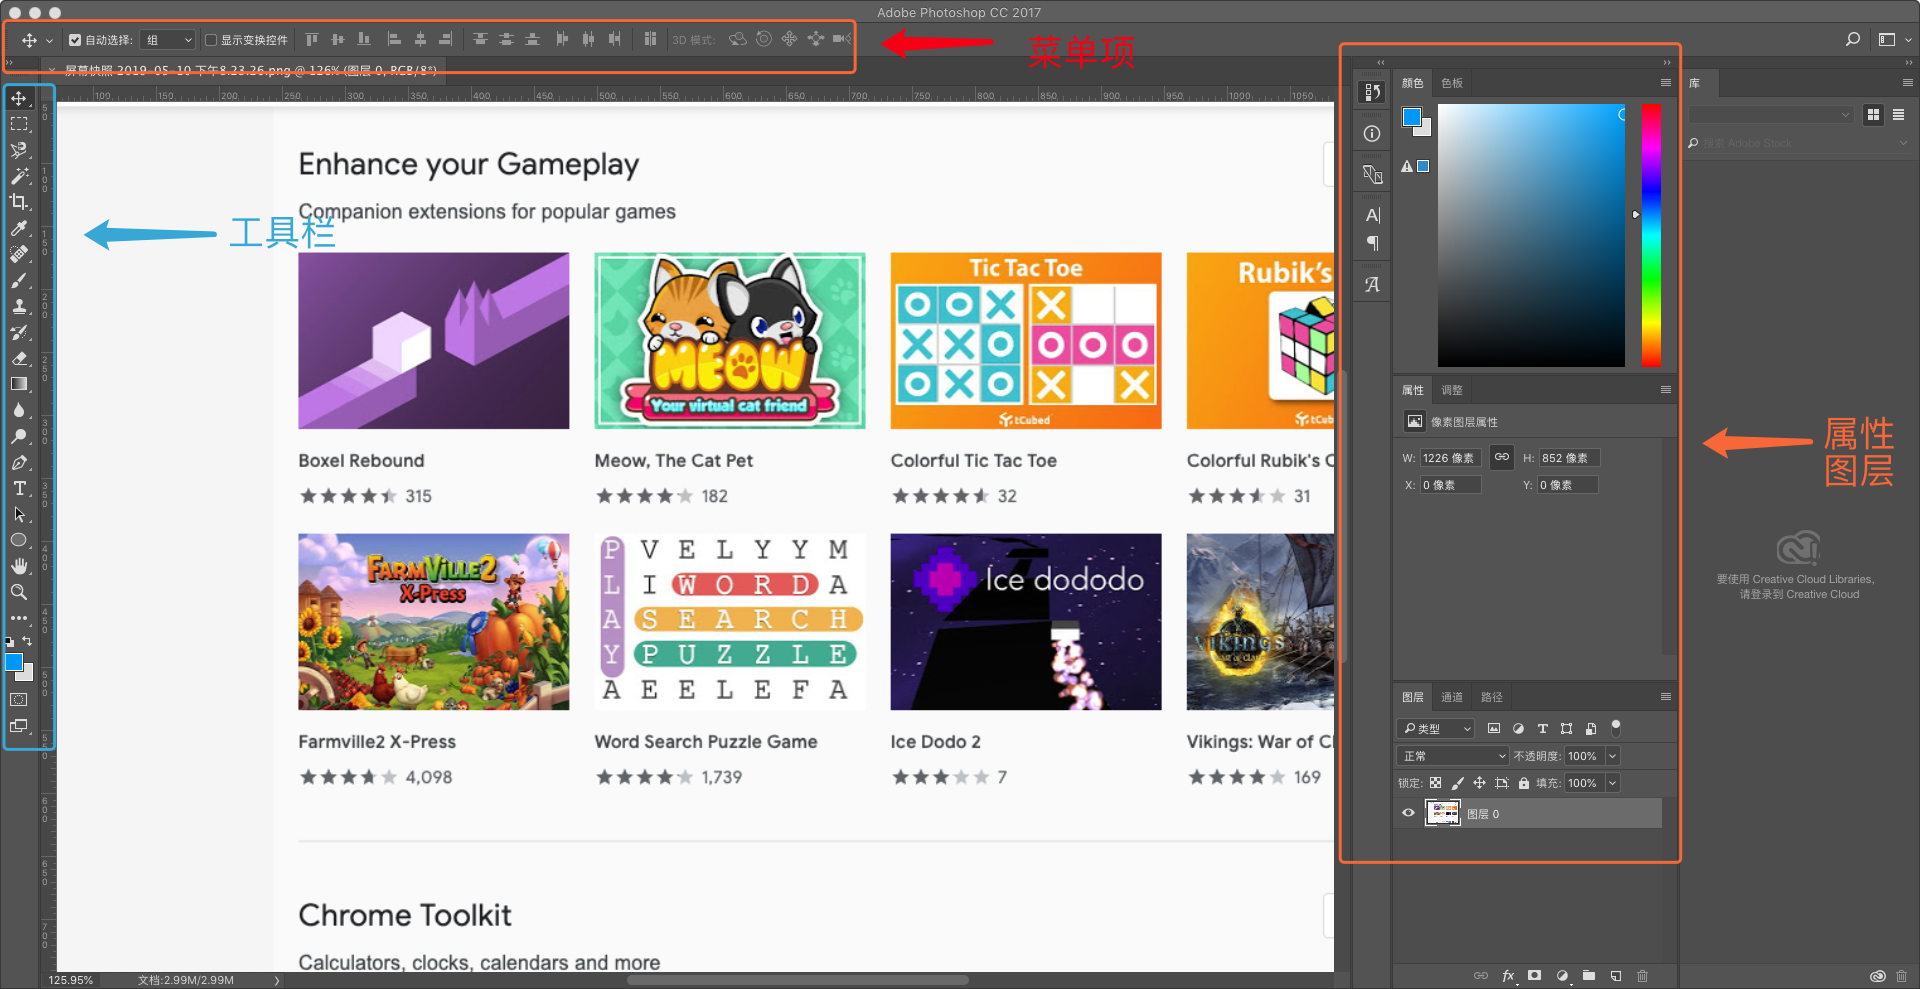 Adobe Photoshop CC 2017
自动选择: 组 显示变换控件 3D 模式:
菜单项
屏幕快照 2019-05-10 下午8.23.26.png @ 126% (图层 0, RGB/8*)
100 150 200 250 300 350 400 450 500 550 600 650 700 750 800 850 900 950 1000 1050
工具栏
Enhance your Gameplay
Companion extensions for popular games
MEOW
Your virtual cat friend
Tic Tac Toe
tCubed
Rubik's
tCub
Boxel Rebound
315
Meow, The Cat Pet
182
Colorful Tic Tac Toe
32
Colorful Rubik's C
31
FARMVILLE2
X-Press
P V E L Y Y M
L I W O R D A
A S E A R C H
Y P U Z Z L E
A E E L E F A
Ice dododo
VIKINGS
Farmville2 X-Press
4,098
Word Search Puzzle Game
1,739
Ice Dodo 2
7
Vikings: War of Cl
169
Chrome Toolkit
Calculators, clocks, calendars and more
125.95% 文档:2.99M/2.99M
颜色 色板
属性 调整
像素图层属性
W: 1226 像素 H: 852 像素
X: 0 像素 Y: 0 像素
图层 通道 路径
类型
正常 不透明度: 100%
锁定: 填充: 100%
图层 0
fx
库
搜索 Adobe Stock
属性
图层
要使用 Creative Cloud Libraries,
请登录到 Creative Cloud